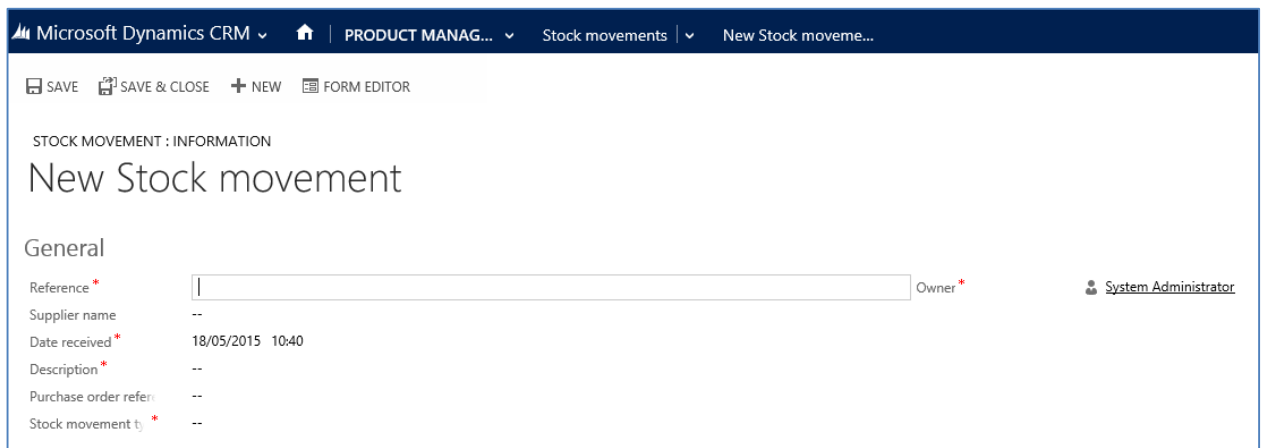 Microsoft Dynamics CRM PRODUCT MANAG... Stock movements New Stock moveme...
SAVE SAVE & CLOSE NEW FORM EDITOR
STOCK MOVEMENT : INFORMATION
New Stock movement
General
Reference * Owner * System Administrator
Supplier name --
Date received * 18/05/2015 10:40
Description * --
Purchase order refer --
Stock movement ty * --